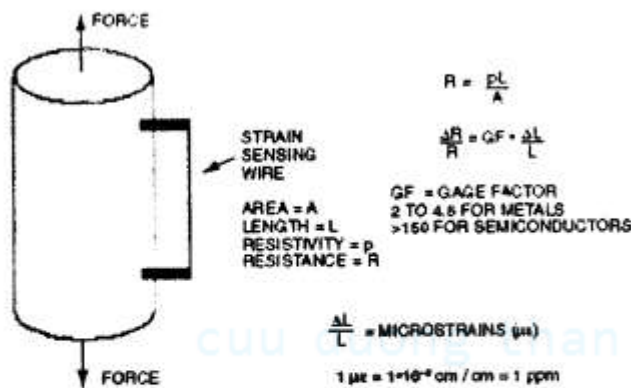 FORCE
R = ρL / A
ΔR / R = GF • ΔL / L
STRAIN
SENSING
WIRE
GF = GAGE FACTOR
2 TO 4.5 FOR METALS
>150 FOR SEMICONDUCTORS
AREA = A
LENGTH = L
RESISTIVITY = ρ
RESISTANCE = R
ΔL / L = MICROSTRAINS (με)
1 με = 1•10⁻⁶ cm / cm = 1 ppm
FORCE
cuu duong than